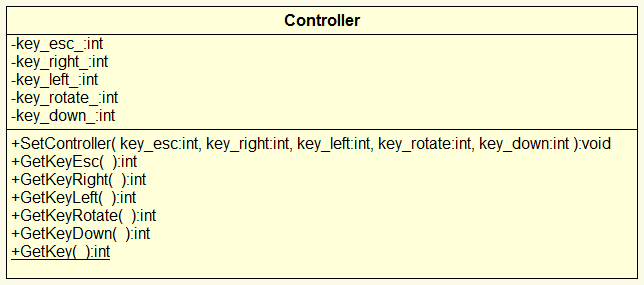 Controller
-key_esc_:int
-key_right_:int
-key_left_:int
-key_rotate_:int
-key_down_:int
+SetController( key_esc:int, key_right:int, key_left:int, key_rotate:int, key_down:int ):void
+GetKeyEsc(  ):int
+GetKeyRight(  ):int
+GetKeyLeft(  ):int
+GetKeyRotate(  ):int
+GetKeyDown(  ):int
+GetKey(  ):int